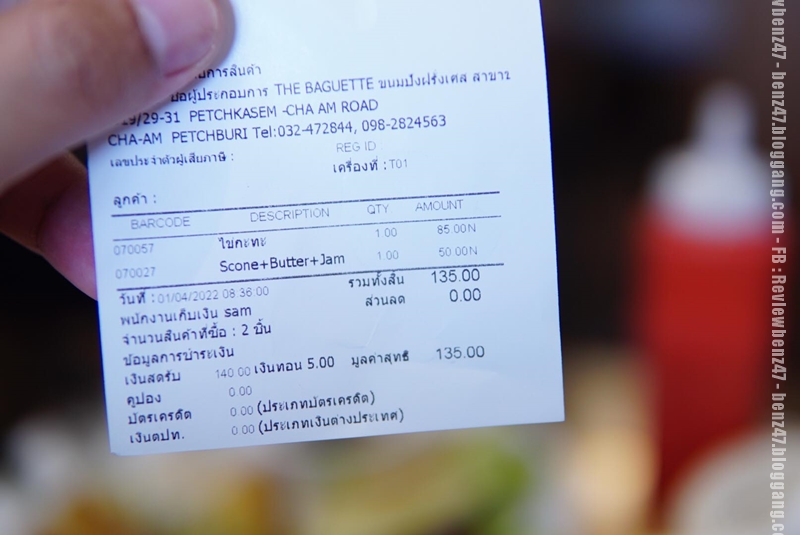 การสินค้า
ชื่อผู้ประกอบการ THE BAGUETTE ขนมปังฝรั่งเศส สาขา2
29/29-31 PETCHKASEM -CHA AM ROAD
CHA-AM PETCHBURI Tel:032-472844, 098-2824563
REG ID
เลขประจำตัวผู้เสียภาษี :
เครื่องที่ : T01
ลูกค้า :
BARCODE DESCRIPTION QTY AMOUNT
070057 ไข่กะทะ 1.00 85.00N
070027 Scone+Butter+Jam 1.00 50.00N
วันที่ : 01/04/2022 08:36:00 รวมทั้งสิ้น 135.00
พนักงานเก็บเงิน sam ส่วนลด 0.00
จำนวนสินค้าที่ซื้อ : 2 ชิ้น
ข้อมูลการชำระเงิน
เงินสดรับ 140.00 เงินทอน 5.00 มูลค่าสุทธิ 135.00
คูปอง 0.00
บัตรเครดิต 0.00 (ประเภทบัตรเครดิต)
เงินตปท. 0.00 (ประเภทเงินต่างประเทศ)
benz47 - benz47.bloggang.com - FB : Reviewbenz47 - benz47.bloggang.c